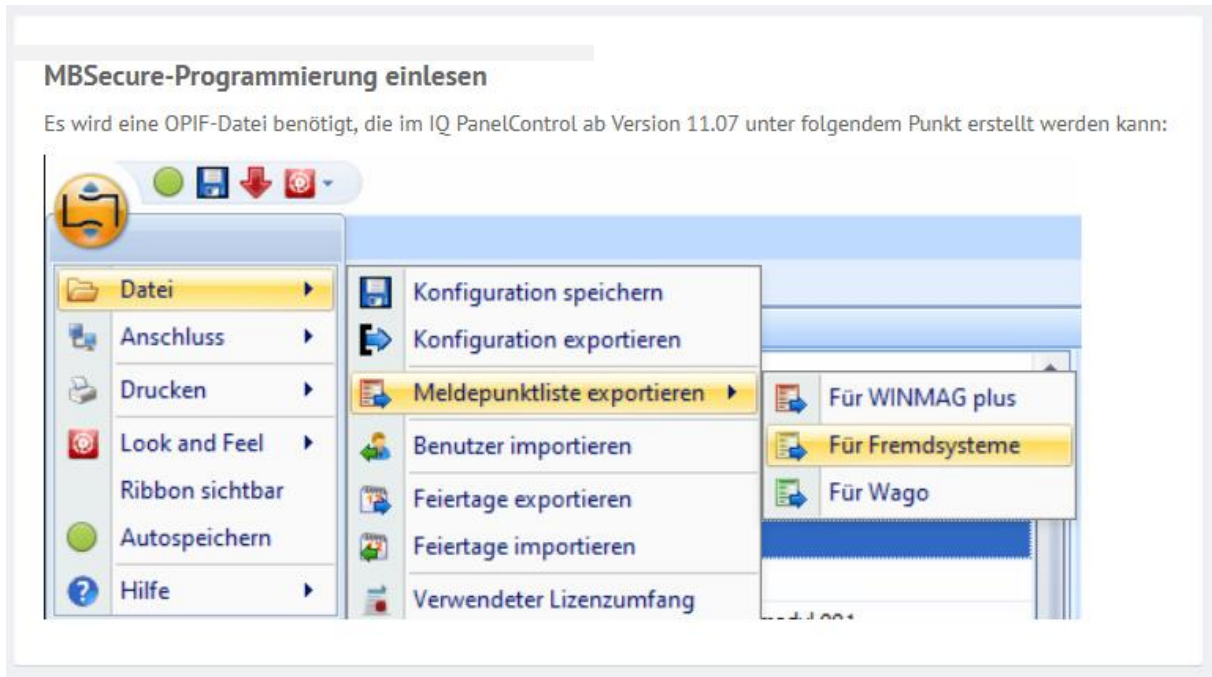 MBSecure-Programmierung einlesen
Es wird eine OPIF-Datei benötigt, die im IQ PanelControl ab Version 11.07 unter folgendem Punkt erstellt werden kann:
Datei
Anschluss
Drucken
Look and Feel
Ribbon sichtbar
Autospeichern
Hilfe
Konfiguration speichern
Konfiguration exportieren
Meldepunktliste exportieren
Benutzer importieren
Feiertage exportieren
Feiertage importieren
Verwendeter Lizenzumfang
Für WINMAG plus
Für Fremdsysteme
Für Wago